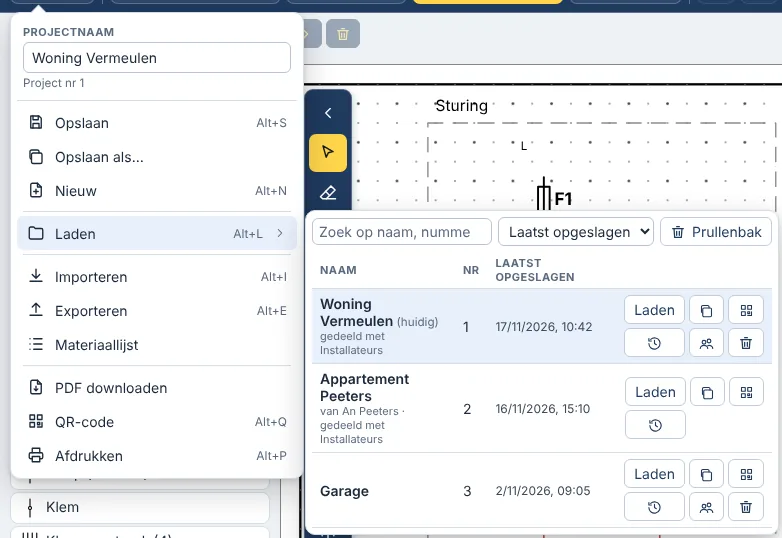 PROJECTNAAM
Woning Vermeulen
Project nr 1
Opslaan Alt+S
Opslaan als...
Nieuw Alt+N
Laden Alt+L
Importeren Alt+I
Exporteren Alt+E
Materiaallijst
PDF downloaden
QR-code Alt+Q
Afdrukken Alt+P
Klem
Sturing
L
F1
Zoek op naam, numme
Laatst opgeslagen
Prullenbak
NAAM NR LAATST
OPGESLAGEN
Woning
Vermeulen (huidig)
gedeeld met
Installateurs
1 17/11/2026, 10:42 Laden
Appartement
Peeters
van An Peeters ·
gedeeld met
Installateurs
2 16/11/2026, 15:10 Laden
Garage 3 2/11/2026, 09:05 Laden